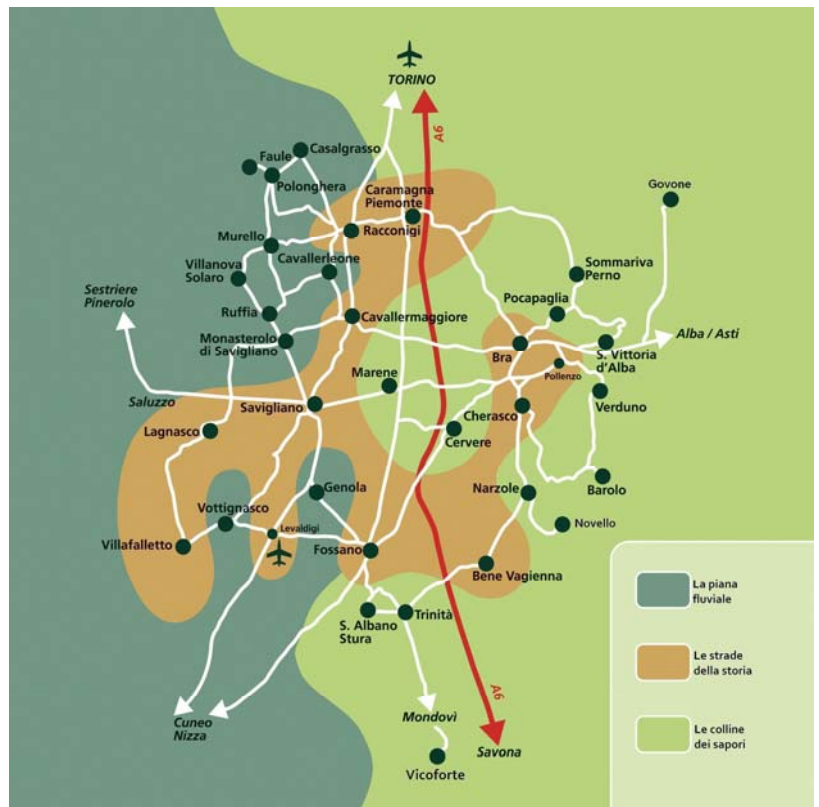 TORINO
A6
Faule
Casalgrasso
Polonghera
Caramagna
Piemonte
Govone
Racconigi
Murello
Cavallerleone
Villanova
Solaro
Sommariva
Perno
Sestriere
Pinerolo
Ruffia
Cavallermaggiore
Pocapaglia
Monasterolo
di Savigliano
Bra
S. Vittoria
d'Alba
Alba / Asti
Marene
Pollenzo
Saluzzo
Savigliano
Cherasco
Verduno
Lagnasco
Cervere
Genola
Narzole
Barolo
Vottignasco
Levaldigi
Novello
Villafalletto
Fossano
Bene Vagienna
La piana
fluviale
S. Albano
Stura
Trinità
Le strade
della storia
A6
Cuneo
Nizza
Mondovì
Savona
Le colline
dei sapori
Vicoforte